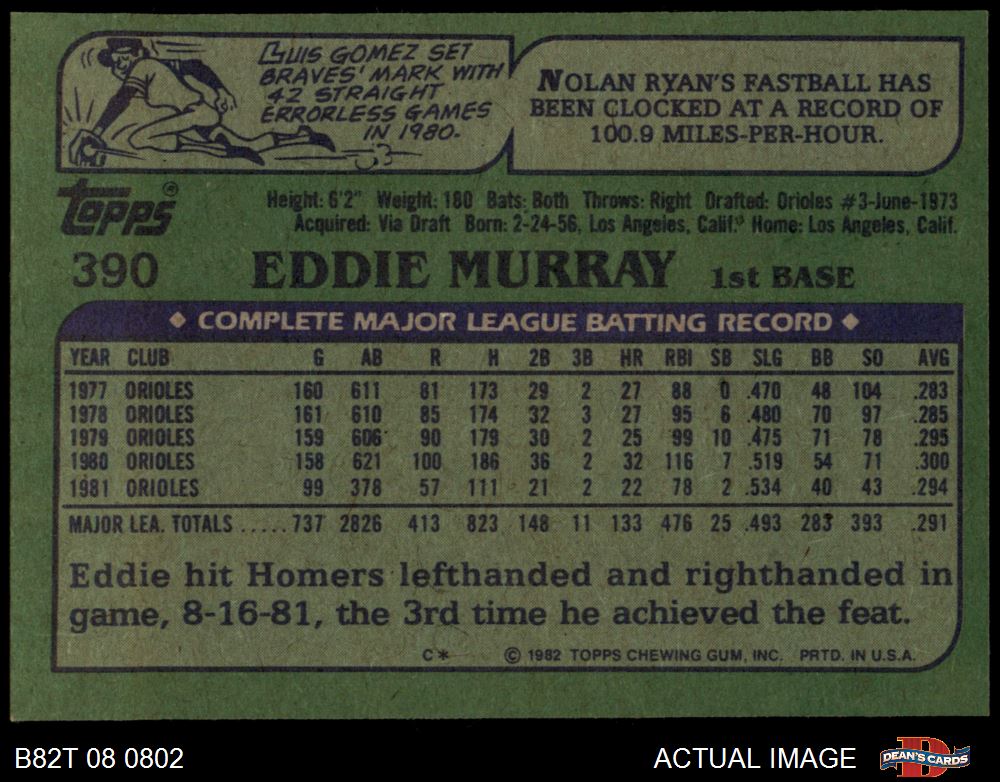 LUIS GOMEZ SET
BRAVES' MARK WITH
42 STRAIGHT
ERRORLESS GAMES
IN 1980.
NOLAN RYAN'S FASTBALL HAS
BEEN CLOCKED AT A RECORD OF
100.9 MILES-PER-HOUR.
Topps®
Height: 6'2" Weight: 180 Bats: Both Throws: Right Drafted: Orioles #3-June-1973
Acquired: Via Draft Born: 2-24-56, Los Angeles, Calif. Home: Los Angeles, Calif.
390 EDDIE MURRAY 1st BASE
◆ COMPLETE MAJOR LEAGUE BATTING RECORD ◆
YEAR CLUB G AB R H 2B 3B HR RBI SB SLG BB SO AVG
1977 ORIOLES 160 611 81 173 29 2 27 88 0 .470 48 104 .283
1978 ORIOLES 161 610 85 174 32 3 27 95 6 .480 70 97 .285
1979 ORIOLES 159 606 90 179 30 2 25 99 10 .475 71 78 .295
1980 ORIOLES 158 621 100 186 36 2 32 116 7 .519 54 71 .300
1981 ORIOLES 99 378 57 111 21 2 22 78 2 .534 40 43 .294
MAJOR LEA. TOTALS ..... 737 2826 413 823 148 11 133 476 25 .493 283 393 .291
Eddie hit Homers lefthanded and righthanded in
game, 8-16-81, the 3rd time he achieved the feat.
C* © 1982 TOPPS CHEWING GUM, INC. PRTD. IN U.S.A.
B82T 08 0802 ACTUAL IMAGE DEAN'S CARDS